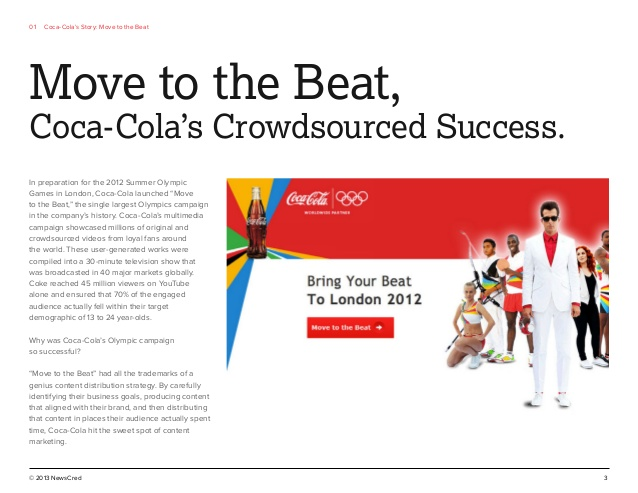 01 Coca-Cola's Story: Move to the Beat
Move to the Beat,
Coca-Cola's Crowdsourced Success.
In preparation for the 2012 Summer Olympic
Games in London, Coca-Cola launched "Move
to the Beat," the single largest Olympics campaign
in the company's history. Coca-Cola's multimedia
campaign showcased millions of original and
crowdsourced videos from loyal fans around
the world. These user-generated works were
compiled into a 30-minute television show that
was broadcasted in 40 major markets globally.
Coke reached 45 million viewers on YouTube
alone and ensured that 70% of the engaged
audience actually fell within their target
demographic of 13 to 24 year-olds.
Why was Coca-Cola's Olympic campaign
so successful?
"Move to the Beat" had all the trademarks of a
genius content distribution strategy. By carefully
identifying their business goals, producing content
that aligned with their brand, and then distributing
that content in places their audience actually spent
time, Coca-Cola hit the sweet spot of content
marketing.
Coca-Cola
WORLDWIDE PARTNER
Coca-Cola
Bring Your Beat
To London 2012
Move to the Beat
© 2013 NewsCred
3